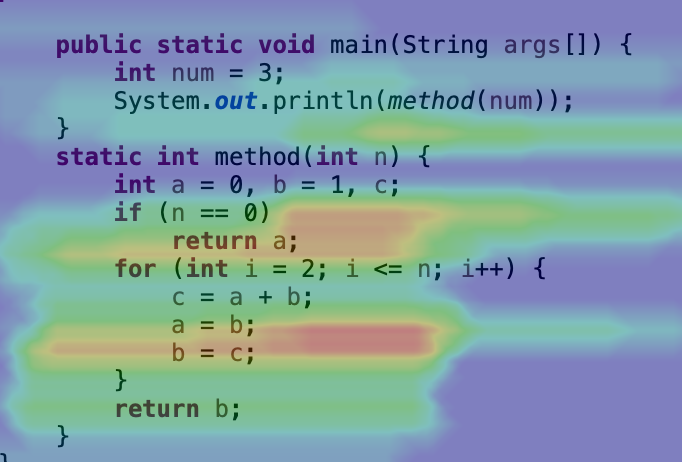 public static void main(String args[]) {
int num = 3;
System.out.println(method(num));
}
static int method(int n) {
int a = 0, b = 1, c;
if (n == 0)
return a;
for (int i = 2; i <= n; i++) {
c = a + b;
a = b;
b = c;
}
return b;
}
}